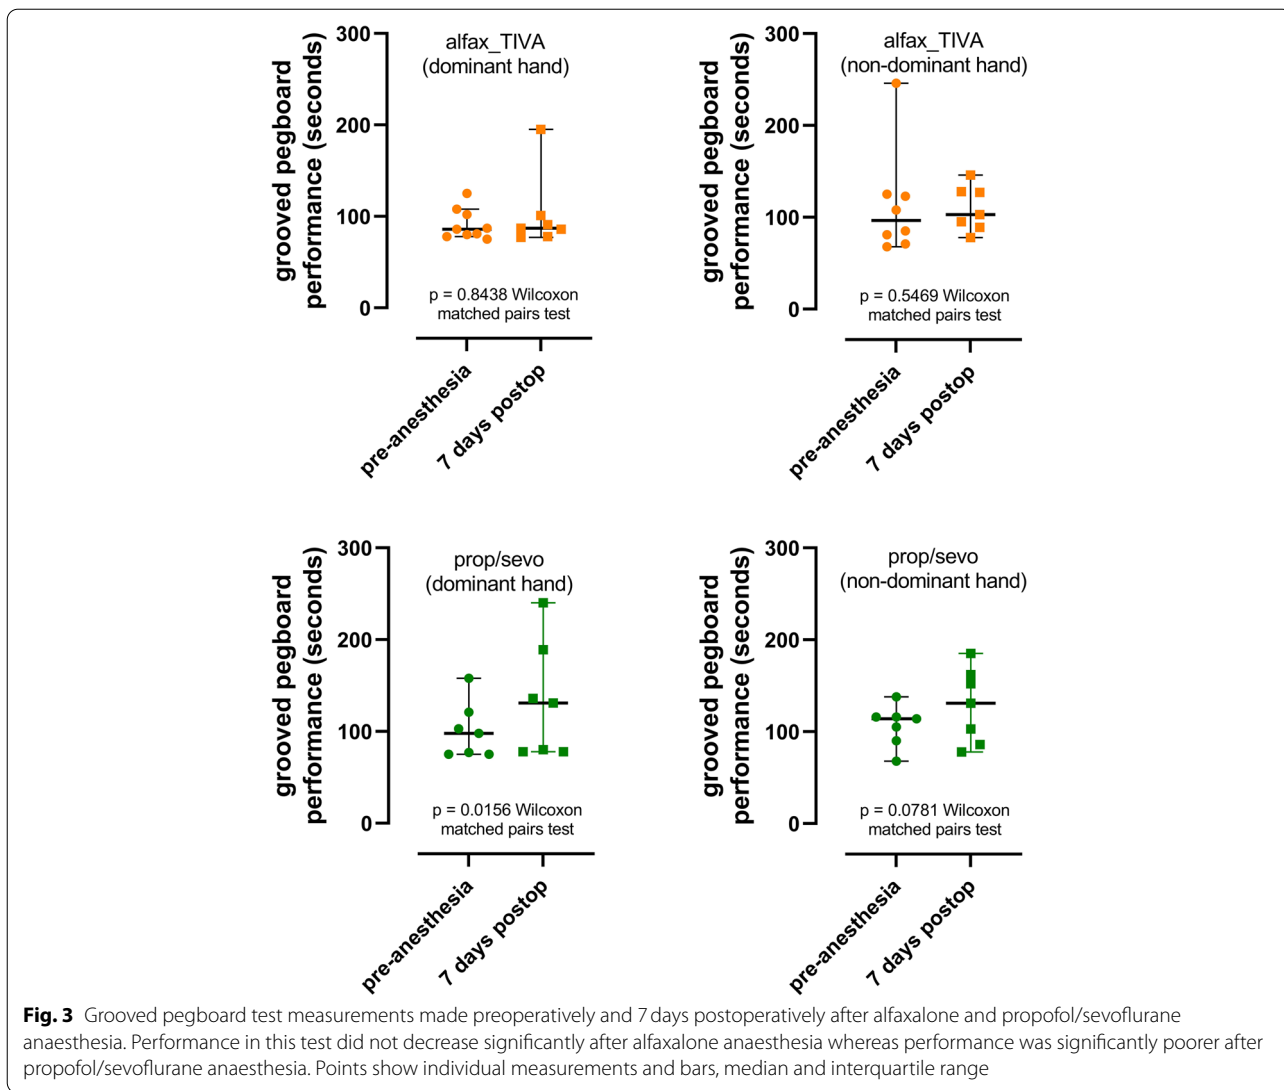 alfax_TIVA
(dominant hand)
grooved pegboard
performance (seconds)
300
200
100
0
p = 0.8438 Wilcoxon
matched pairs test
pre-anesthesia
7 days postop
alfax_TIVA
(non-dominant hand)
grooved pegboard
performance (seconds)
300
200
100
0
p = 0.5469 Wilcoxon
matched pairs test
pre-anesthesia
7 days postop
prop/sevo
(dominant hand)
grooved pegboard
performance (seconds)
300
200
100
0
p = 0.0156 Wilcoxon
matched pairs test
pre-anesthesia
7 days postop
prop/sevo
(non-dominant hand)
grooved pegboard
performance (seconds)
300
200
100
0
p = 0.0781 Wilcoxon
matched pairs test
pre-anesthesia
7 days postop
Fig. 3 Grooved pegboard test measurements made preoperatively and 7 days postoperatively after alfaxalone and propofol/sevoflurane
anaesthesia. Performance in this test did not decrease significantly after alfaxalone anaesthesia whereas performance was significantly poorer after
propofol/sevoflurane anaesthesia. Points show individual measurements and bars, median and interquartile range